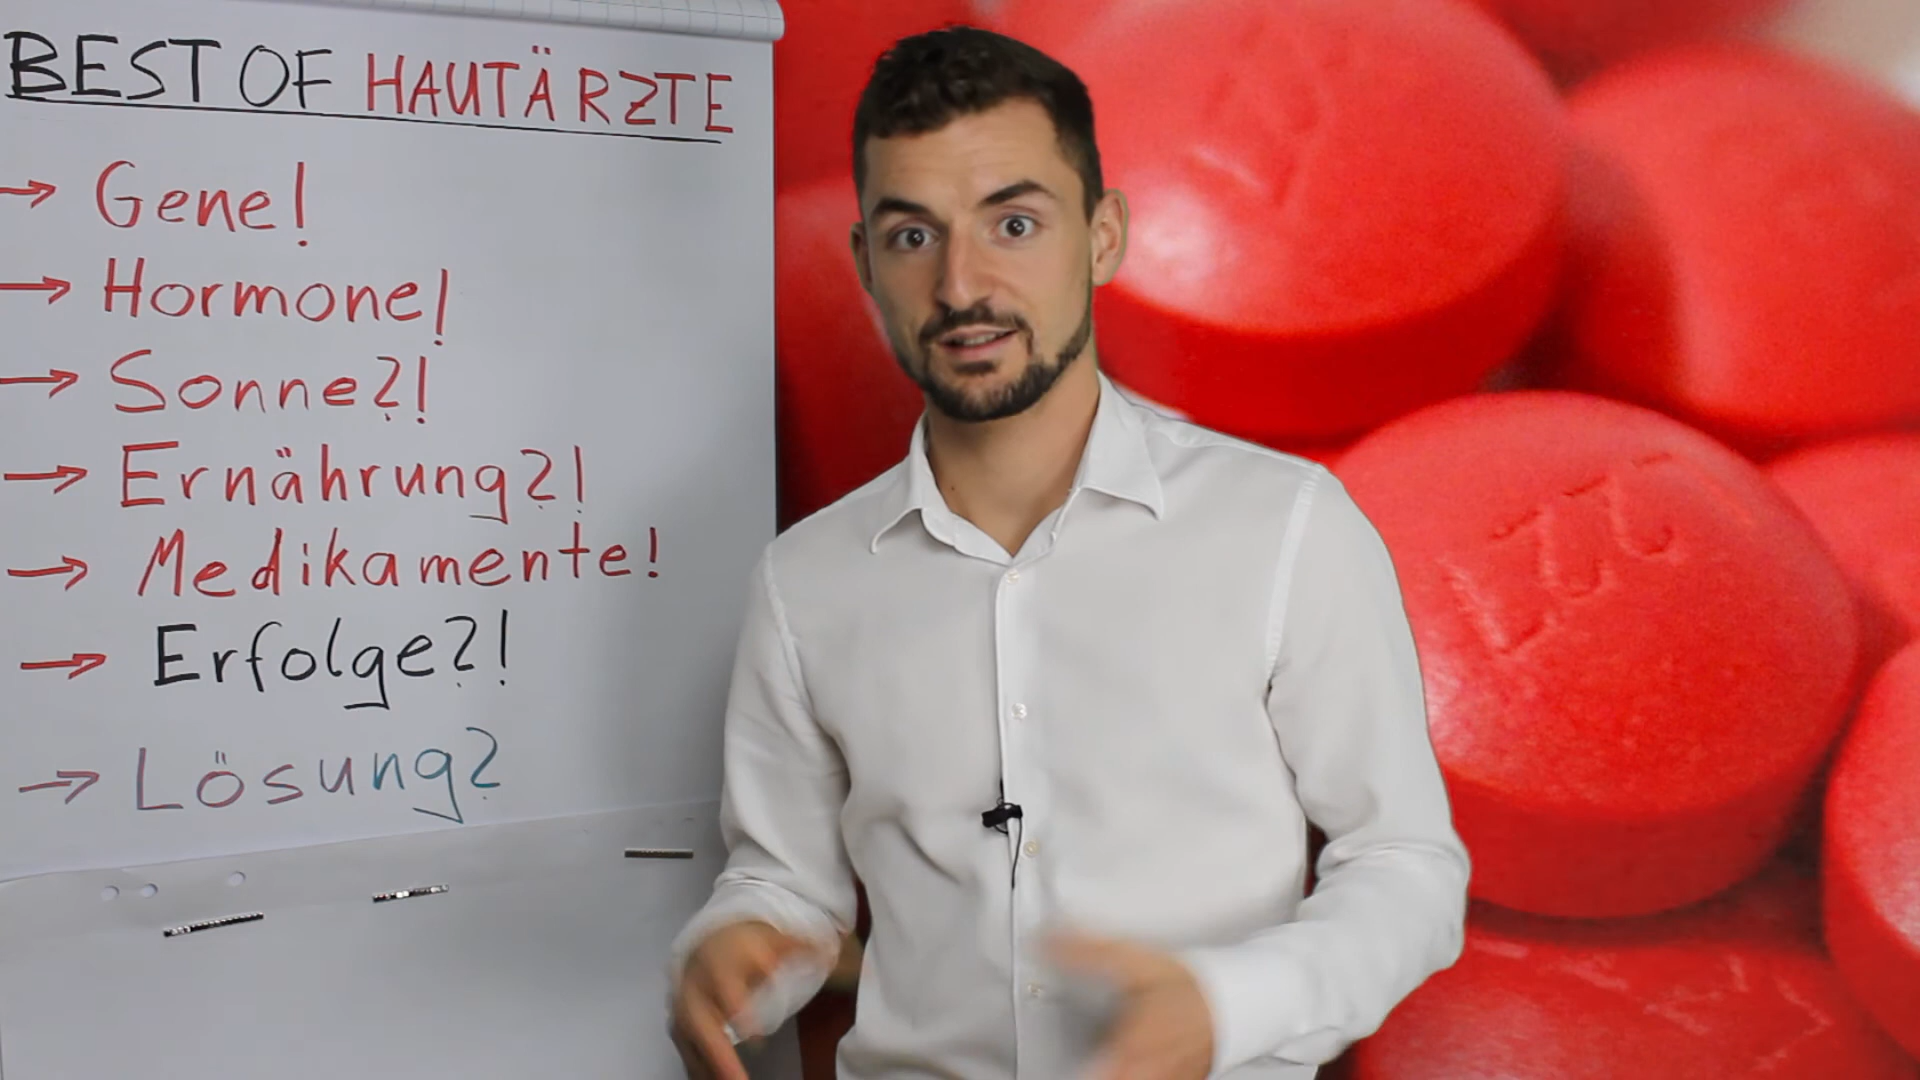 BEST OF HAUTÄRZTE
→ Gene!
→ Hormone!
→ Sonne?!
→ Ernährung?!
→ Medikamente!
→ Erfolge?!
→ Lösung?